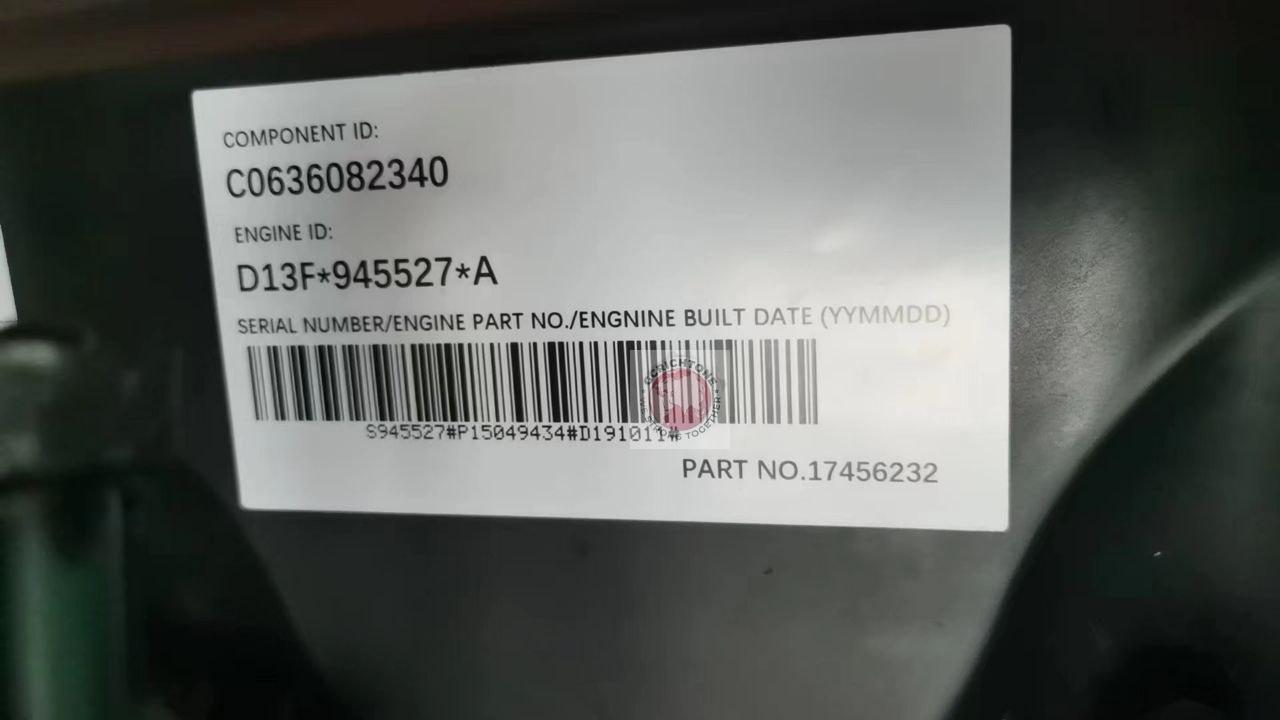 COMPONENT ID:
C0636082340
ENGINE ID:
D13F*945527*A
SERIAL NUMBER/ENGINE PART NO./ENGNINE BUILT DATE (YYMMDD)
S945527#P15049434#D191011#
PART NO.17456232